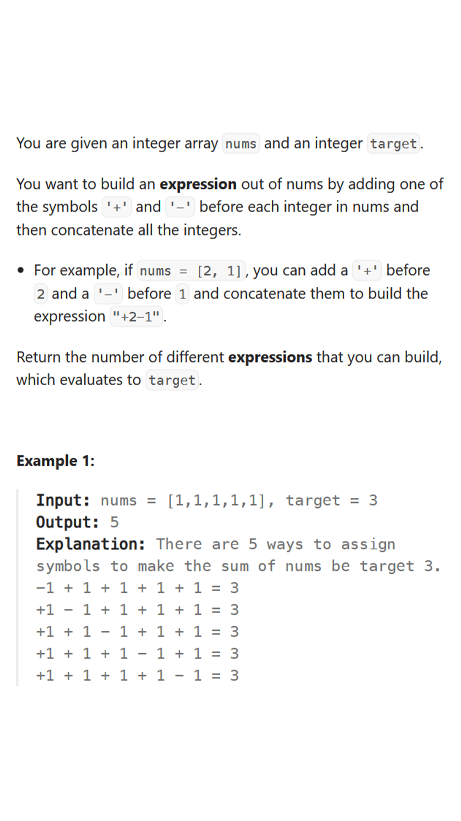 You are given an integer array nums and an integer target.
You want to build an expression out of nums by adding one of
the symbols '+' and '-' before each integer in nums and
then concatenate all the integers.
• For example, if nums = [2, 1], you can add a '+' before
2 and a '-' before 1 and concatenate them to build the
expression "+2-1".
Return the number of different expressions that you can build,
which evaluates to target.
Example 1:
Input: nums = [1,1,1,1,1], target = 3
Output: 5
Explanation: There are 5 ways to assign
symbols to make the sum of nums be target 3.
-1 + 1 + 1 + 1 + 1 = 3
+1 - 1 + 1 + 1 + 1 = 3
+1 + 1 - 1 + 1 + 1 = 3
+1 + 1 + 1 - 1 + 1 = 3
+1 + 1 + 1 + 1 - 1 = 3